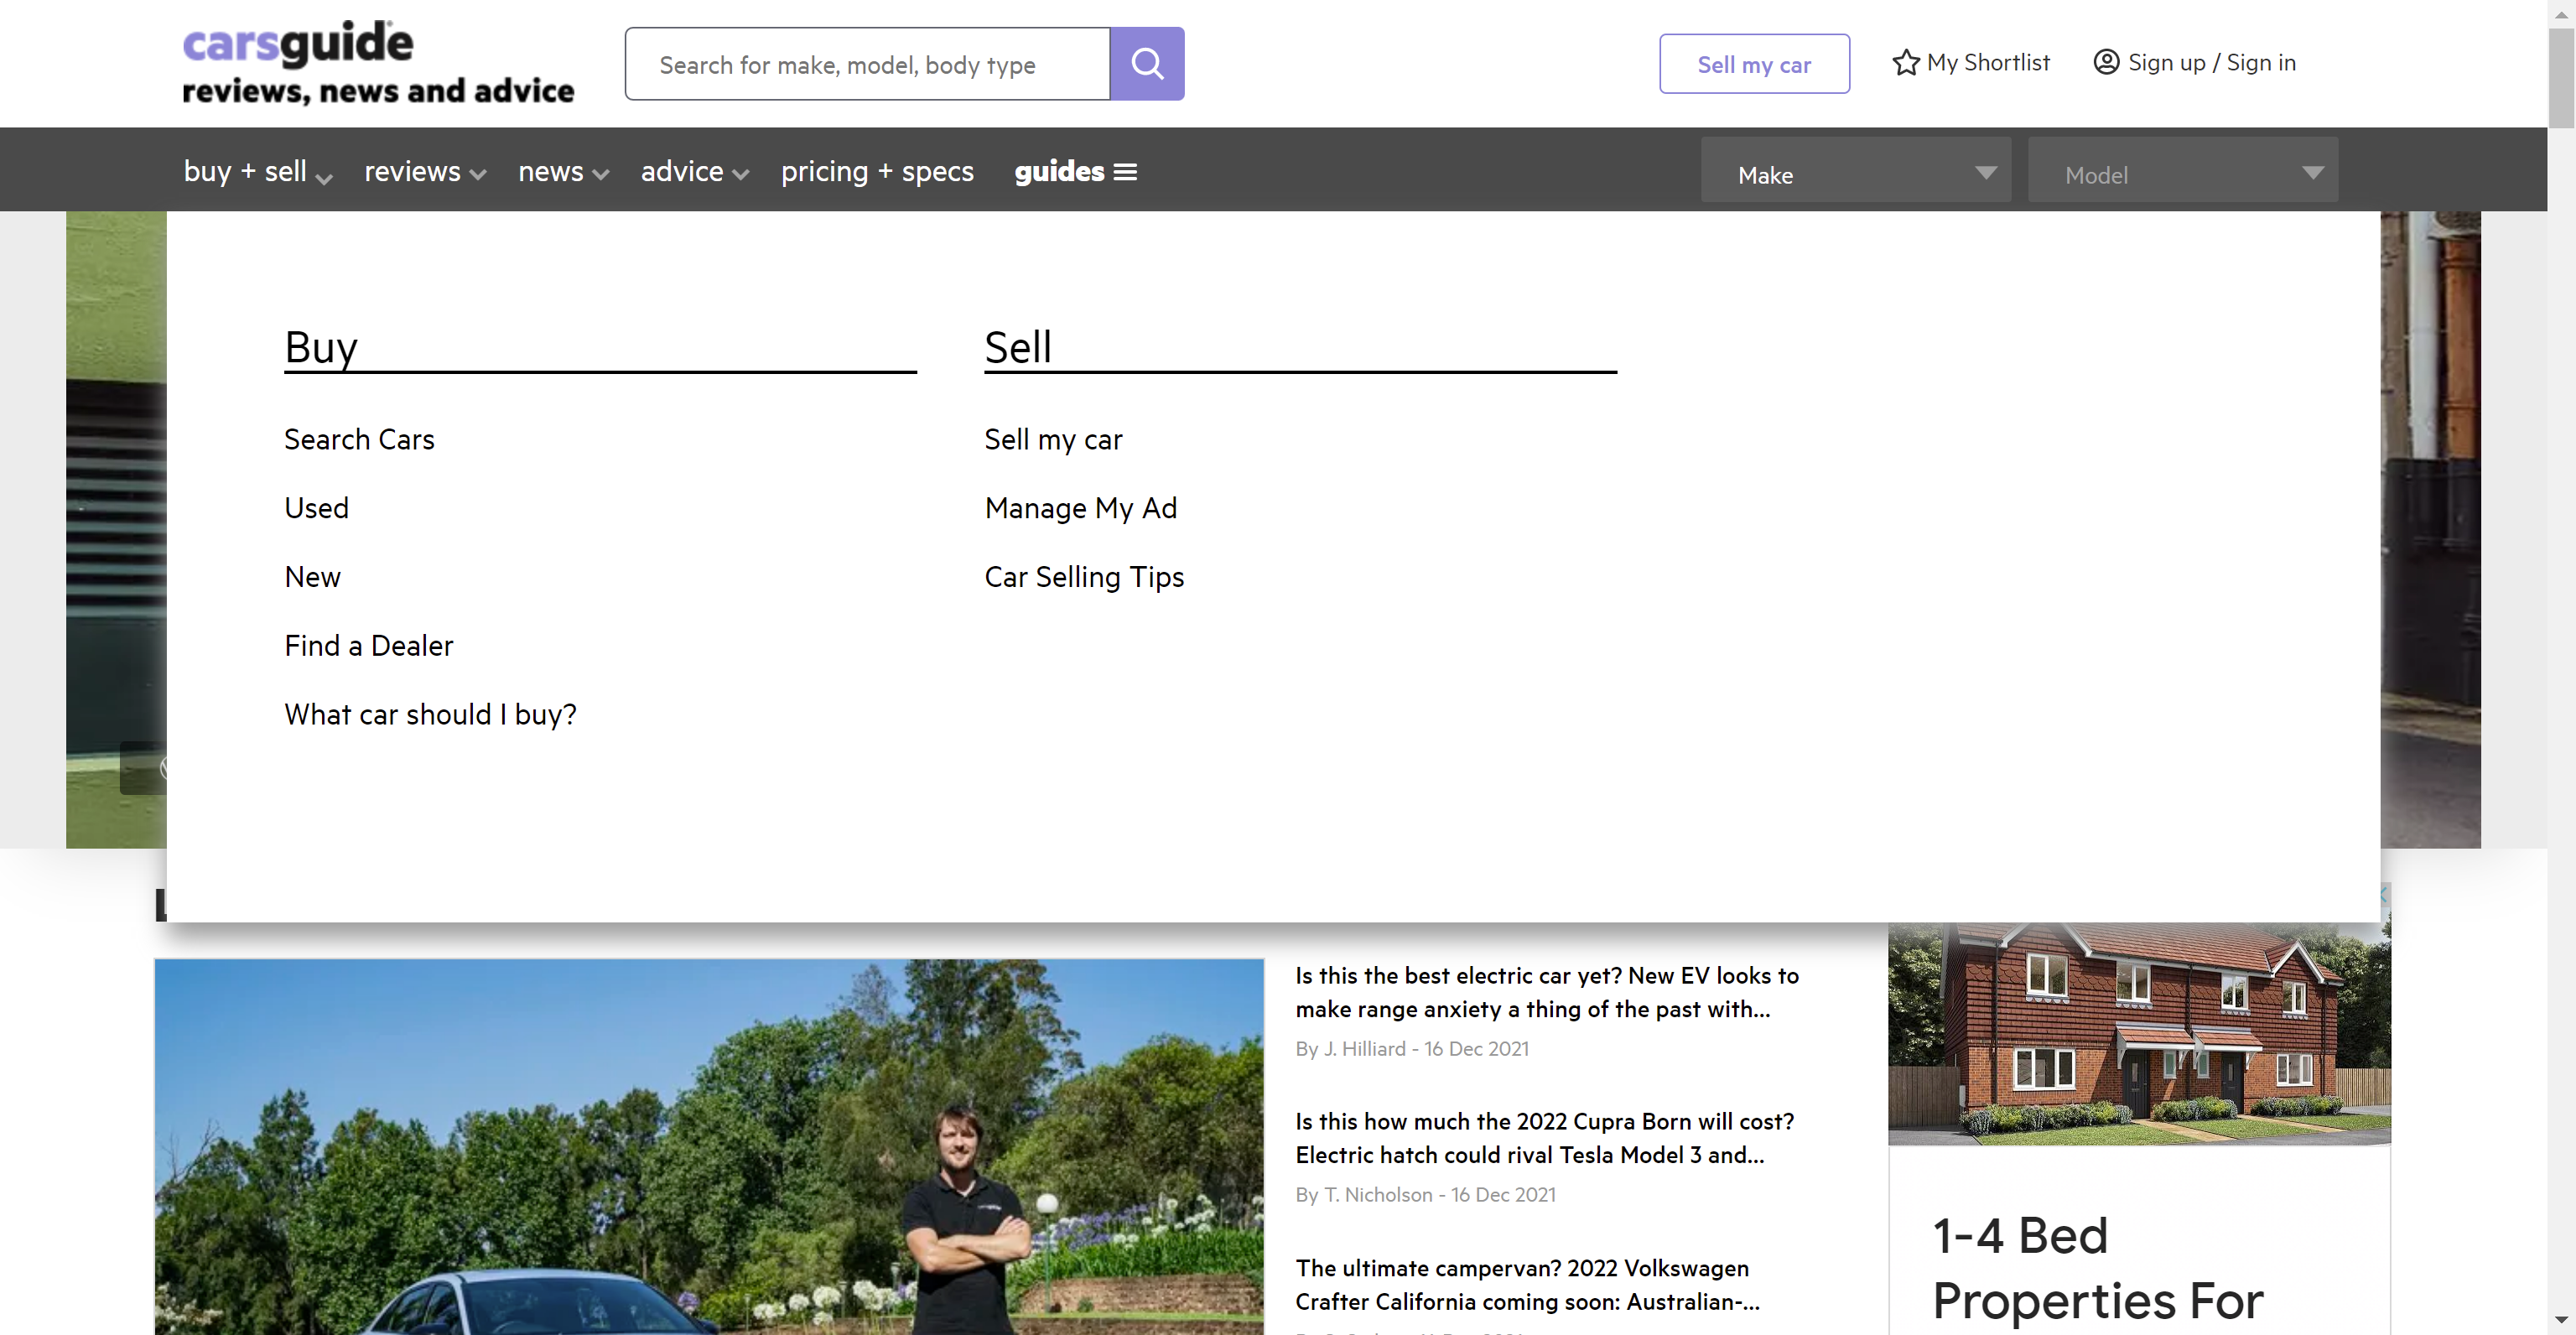 carsguide
reviews, news and advice
Search for make, model, body type
Sell my car
My Shortlist
Sign up / Sign in
buy + sell
reviews
news
advice
pricing + specs
guides
Make
Model
Buy
Search Cars
Used
New
Find a Dealer
What car should I buy?
Sell
Sell my car
Manage My Ad
Car Selling Tips
Is this the best electric car yet? New EV looks to
make range anxiety a thing of the past with...
By J. Hilliard - 16 Dec 2021
Is this how much the 2022 Cupra Born will cost?
Electric hatch could rival Tesla Model 3 and...
By T. Nicholson - 16 Dec 2021
The ultimate campervan? 2022 Volkswagen
Crafter California coming soon: Australian-...
1-4 Bed
Properties For